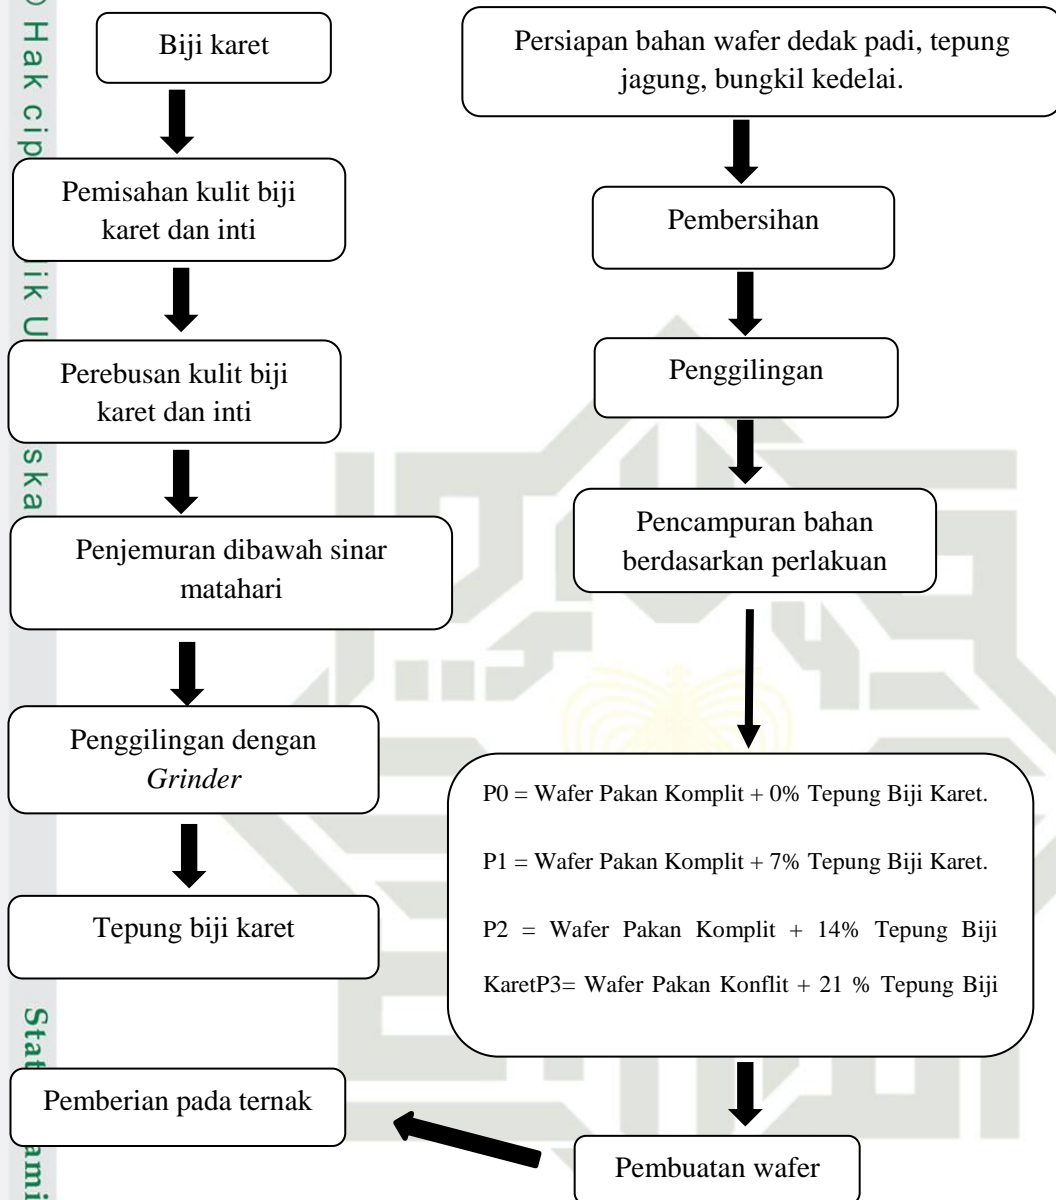 © Hak cip
ik U
ska
Stat
ami
Biji karet
Pemisahan kulit biji
karet dan inti
Perebusan kulit biji
karet dan inti
Penjemuran dibawah sinar
matahari
Penggilingan dengan
Grinder
Tepung biji karet
Persiapan bahan wafer dedak padi, tepung
jagung, bungkil kedelai.
Pembersihan
Penggilingan
Pencampuran bahan
berdasarkan perlakuan
P0 = Wafer Pakan Komplit + 0% Tepung Biji Karet.
P1 = Wafer Pakan Komplit + 7% Tepung Biji Karet.
P2 = Wafer Pakan Komplit + 14% Tepung Biji
KaretP3= Wafer Pakan Konflit + 21 % Tepung Biji
Pembuatan wafer
Pemberian pada ternak